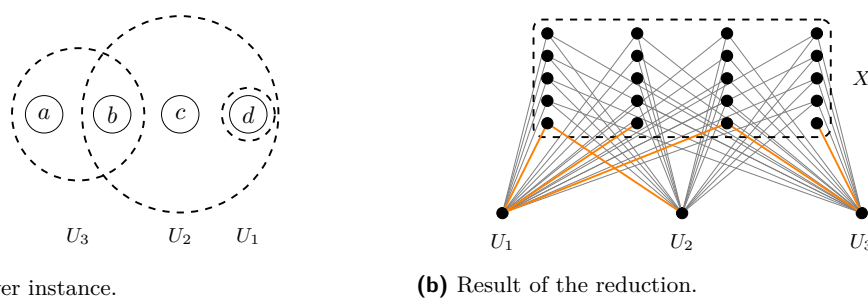 a b c d
X
U3 U2 U1
U1 U2 U3
er instance.
(b) Result of the reduction.